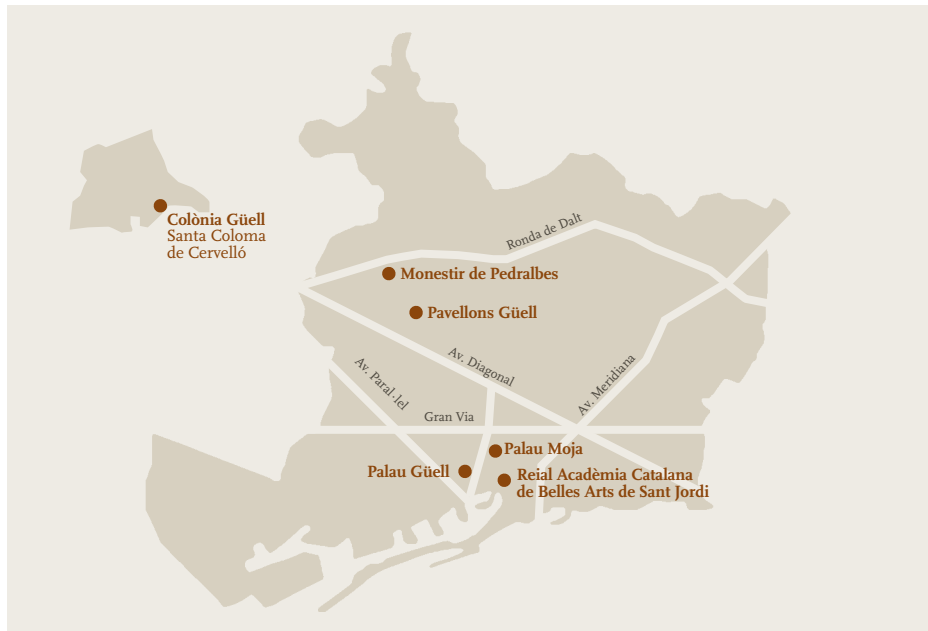 Colònia Güell
Santa Coloma
de Cervelló
Ronda de Dalt
Monestir de Pedralbes
Pavellons Güell
Av. Diagonal
Av. Paral·lel
Av. Meridiana
Gran Via
Palau Moja
Palau Güell
Reial Acadèmia Catalana
de Belles Arts de Sant Jordi